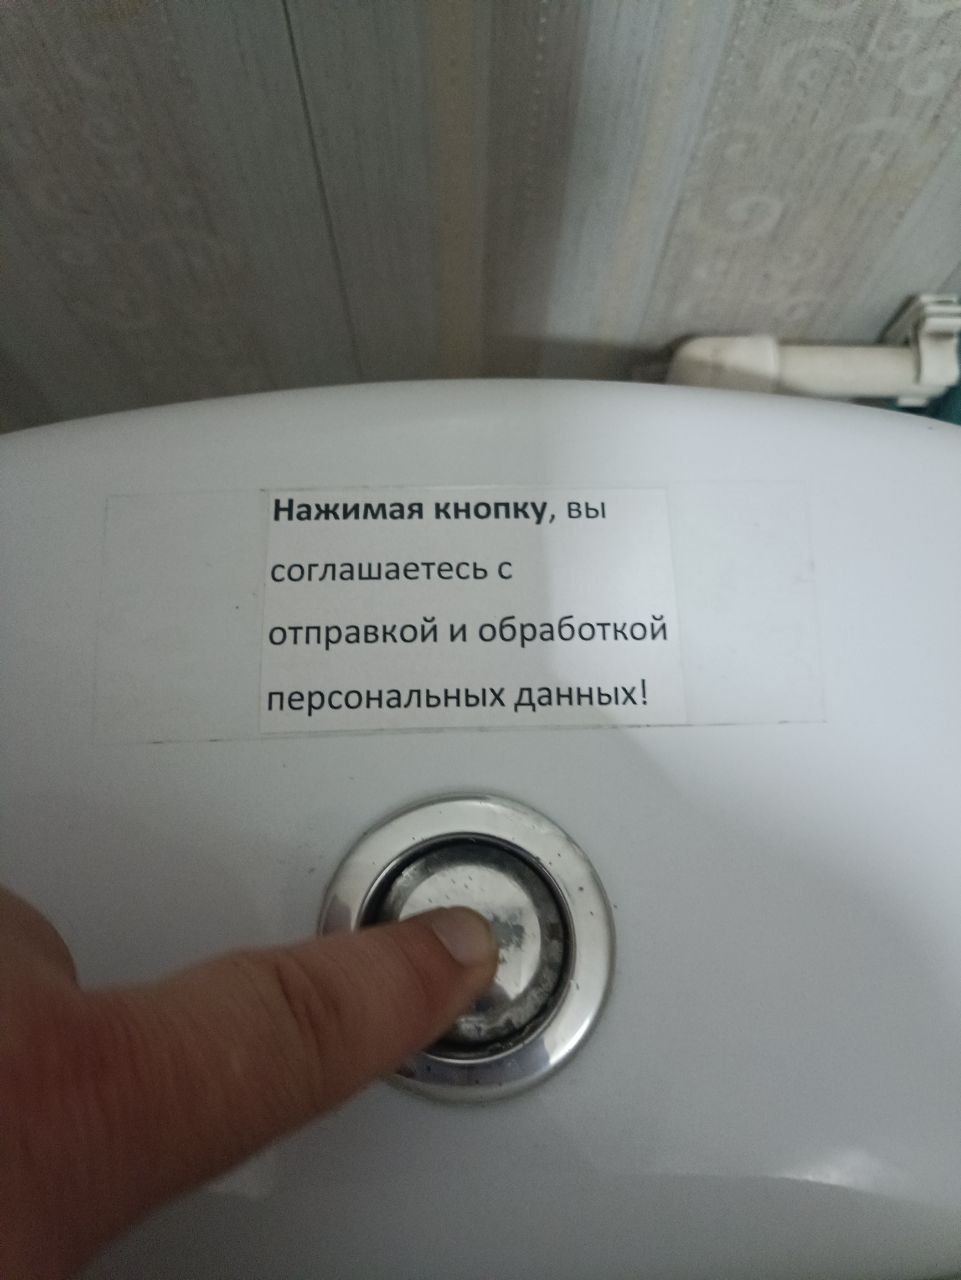 Нажимая кнопку, вы
соглашаетесь с
отправкой и обработкой
персональных данных!